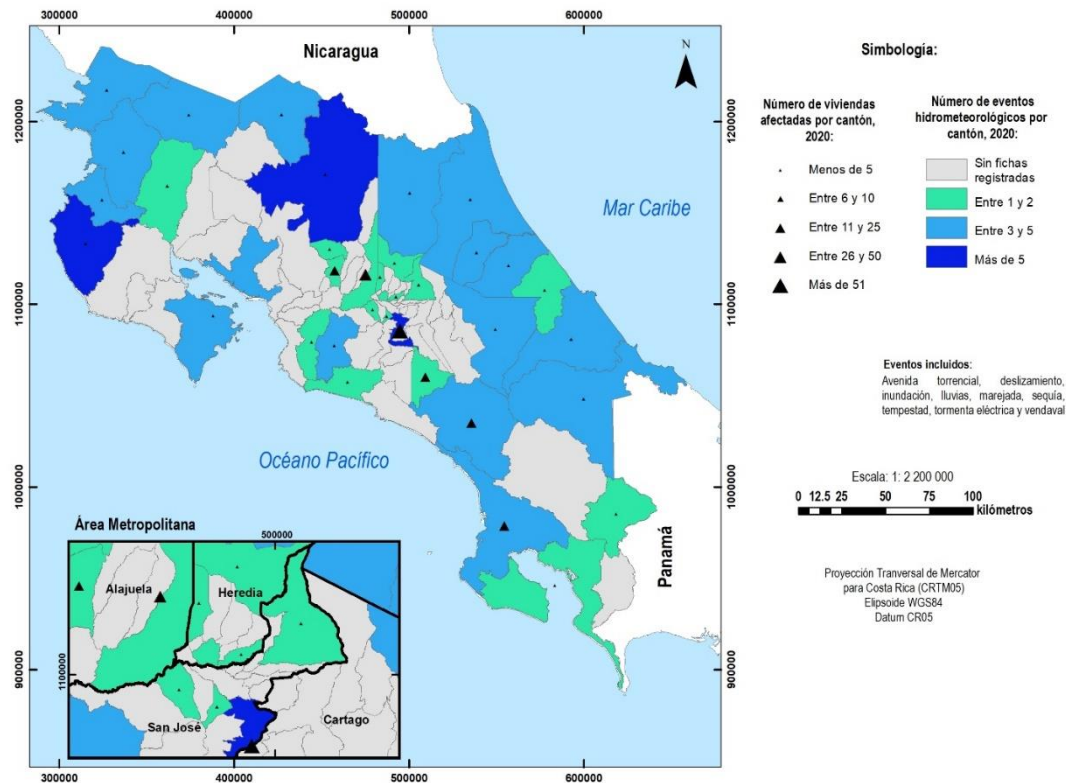 300000 400000 500000 600000
Nicaragua
N
Mar Caribe
Océano Pacífico
Panamá
1200000
1100000
1000000
900000
1200000
1100000
1000000
900000
Área Metropolitana
500000
1100000
Alajuela
Heredia
San José
Cartago
300000 400000 500000 600000
Simbología:
Número de viviendas
afectadas por cantón,
2020:
Menos de 5
Entre 6 y 10
Entre 11 y 25
Entre 26 y 50
Más de 51
Número de eventos
hidrometeorológicos por
cantón, 2020:
Sin fichas
registradas
Entre 1 y 2
Entre 3 y 5
Más de 5
Eventos incluidos:
Avenida torrencial, deslizamiento,
inundación, lluvias, marejada, sequía,
tempestad, tormenta eléctrica y vendaval
Escala: 1: 2 200 000
0 12.5 25 50 75 100
kilómetros
Proyección Tranversal de Mercator
para Costa Rica (CRTM05)
Elipsoide WGS84
Datum CR05